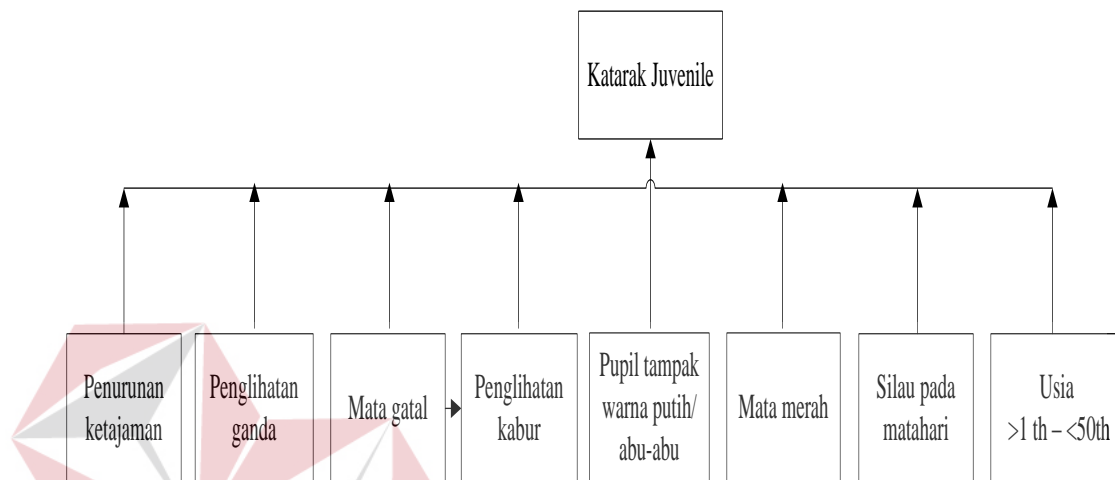 Katarak Juvenile
Penurunan
ketajaman
Penglihatan
ganda
Mata gatal
Penglihatan
kabur
Pupil tampak
warna putih/
abu-abu
Mata merah
Silau pada
matahari
Usia
>1 th – <50th